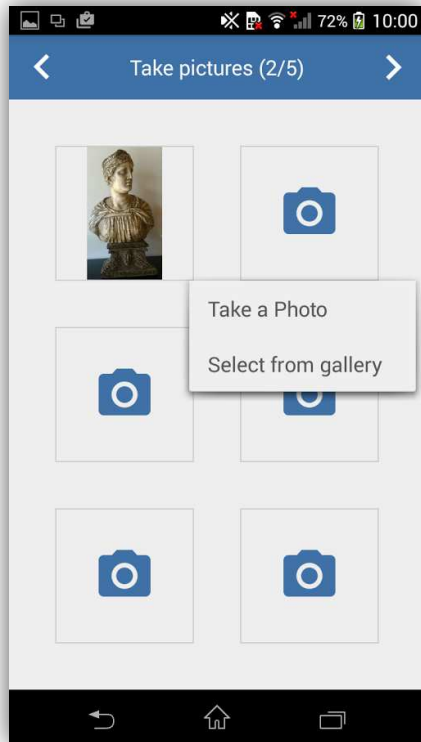 72% 10:00
Take pictures (2/5)
Take a Photo
Select from gallery